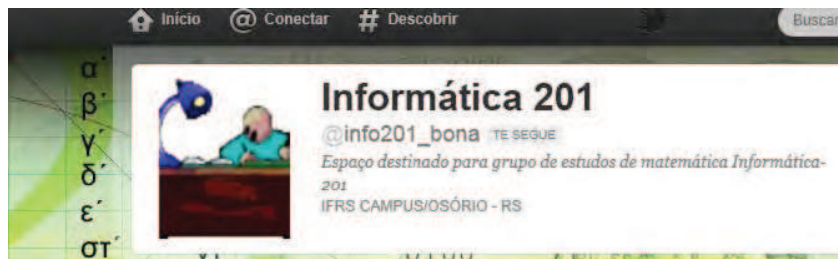 Início @ Conectar # Descobrir Buscar
Informática 201
@info201_bona TE SEGUE
Espaço destinado para grupo de estudos de matemática Informática-
201
IFRS CAMPUS/OSÓRIO - RS
α΄
β΄
γ΄
δ΄
ε΄
στ΄